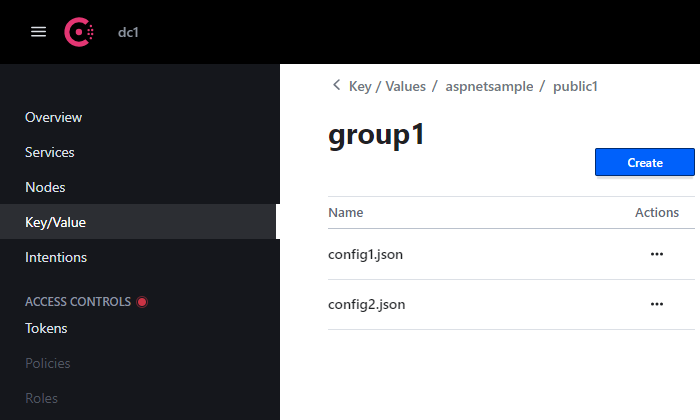 dc1
Overview
Services
Nodes
Key/Value
Intentions
ACCESS CONTROLS
Tokens
Policies
Roles
Key / Values / aspnetsample / public1
group1
Create
Name Actions
config1.json
config2.json